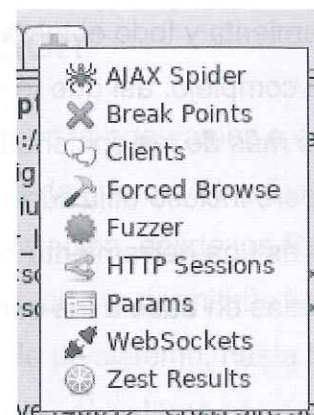 AJAX Spider
Break Points
Clients
Forced Browse
Fuzzer
HTTP Sessions
Params
WebSockets
Zest Results